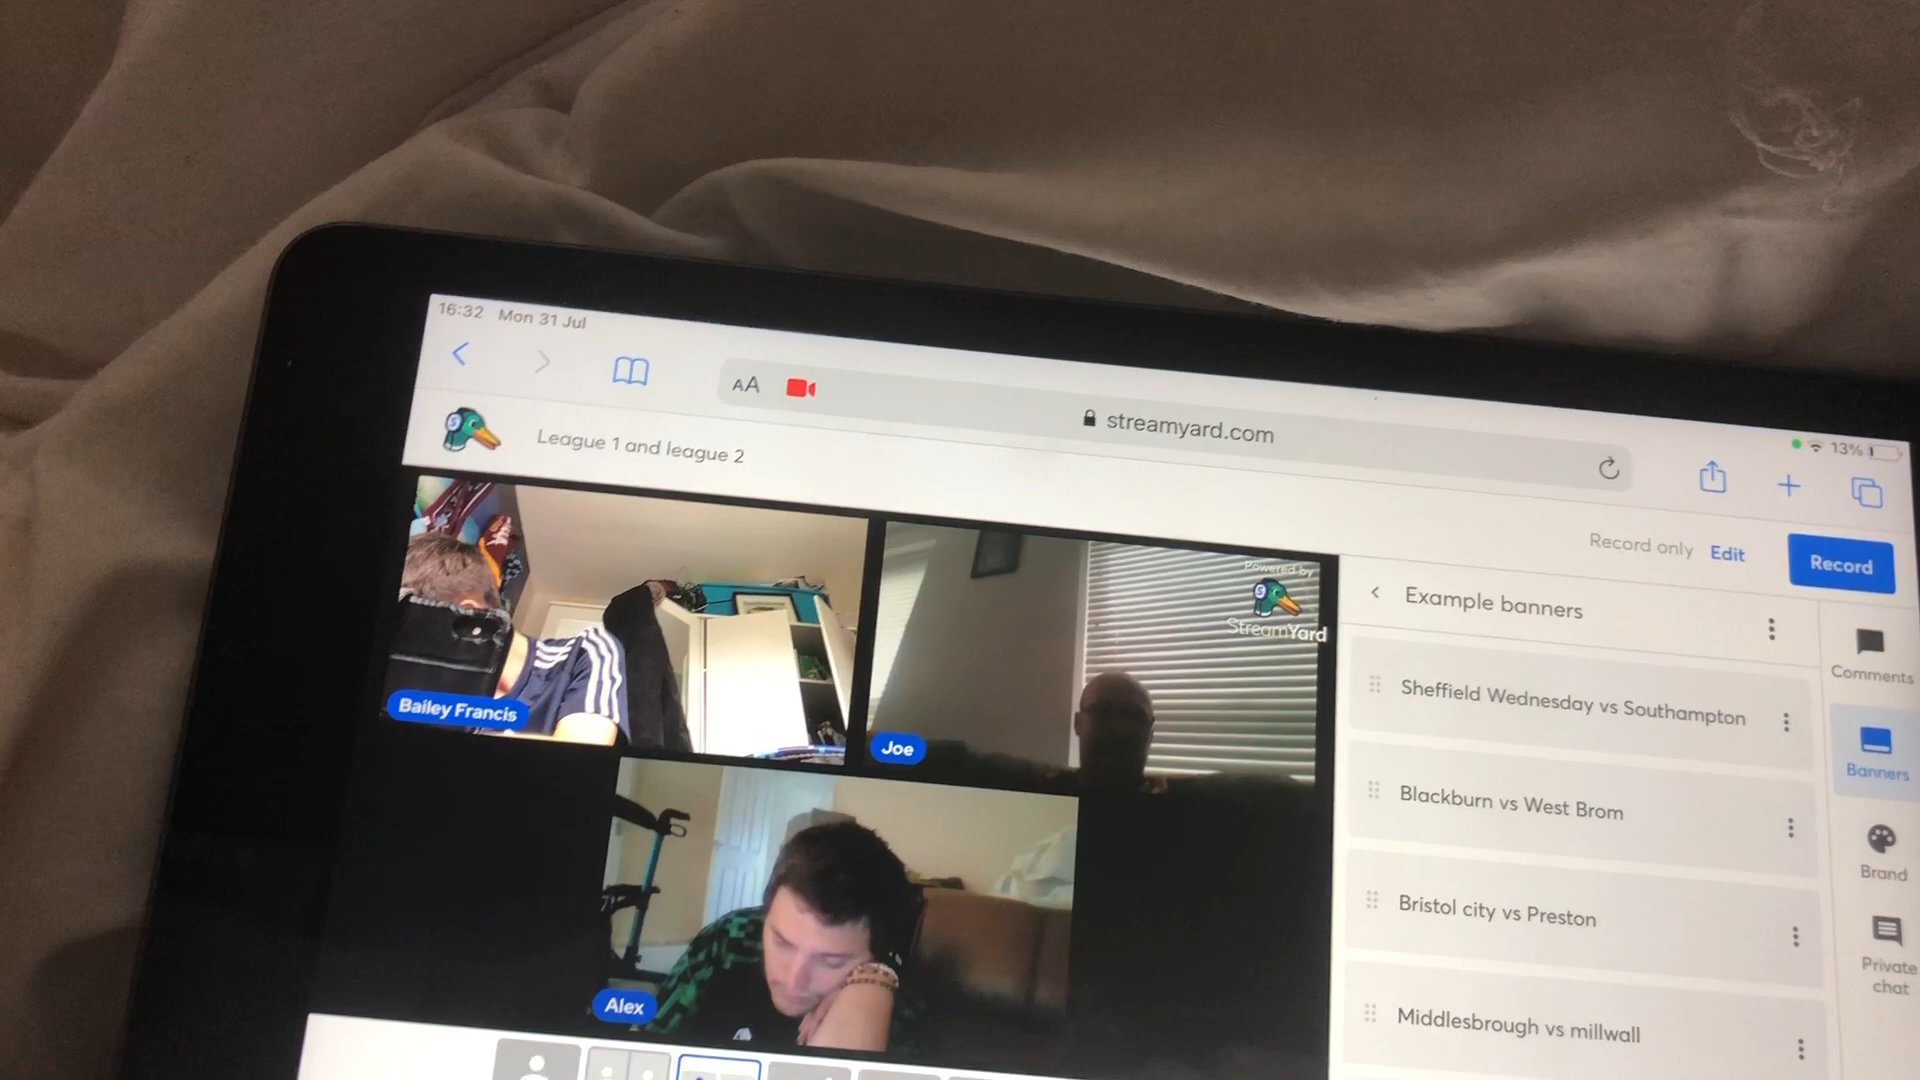 16:32 Mon 31 Jul
AA
streamyard.com
13%
League 1 and league 2
Record only Edit Record
Powered by
StreamYard
Bailey Francis
Joe
Alex
Example banners
Sheffield Wednesday vs Southampton
Blackburn vs West Brom
Bristol city vs Preston
Middlesbrough vs millwall
Comments
Banners
Brand
Private
chat